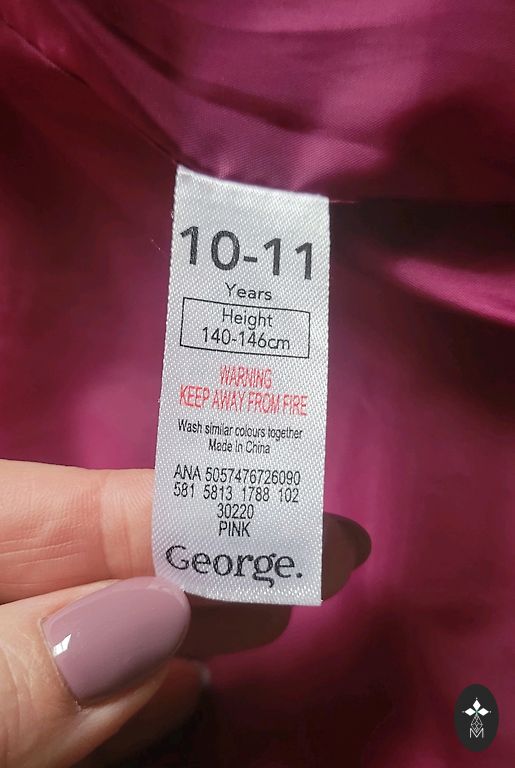 10-11
Years
Height
140-146cm
WARNING
KEEP AWAY FROM FIRE
Wash similar colours together
Made In China
ANA 5057476726090
581 5813 1788 102
30220
PINK
George.
M